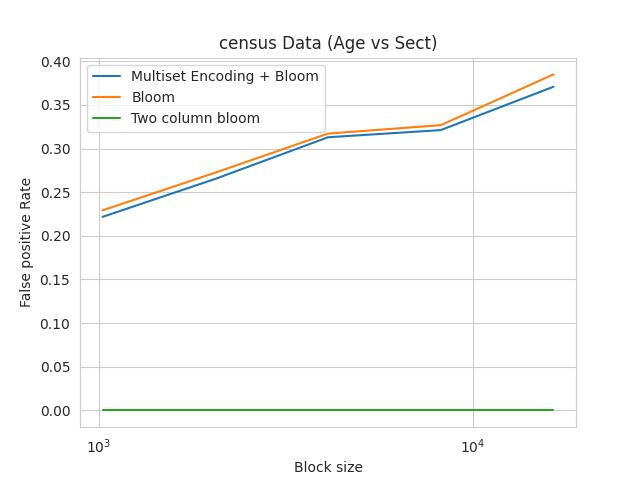 census Data (Age vs Sect)
Multiset Encoding + Bloom
Bloom
Two column bloom
False positive Rate
0.40
0.35
0.30
0.25
0.20
0.15
0.10
0.05
0.00
10³
10⁴
Block size